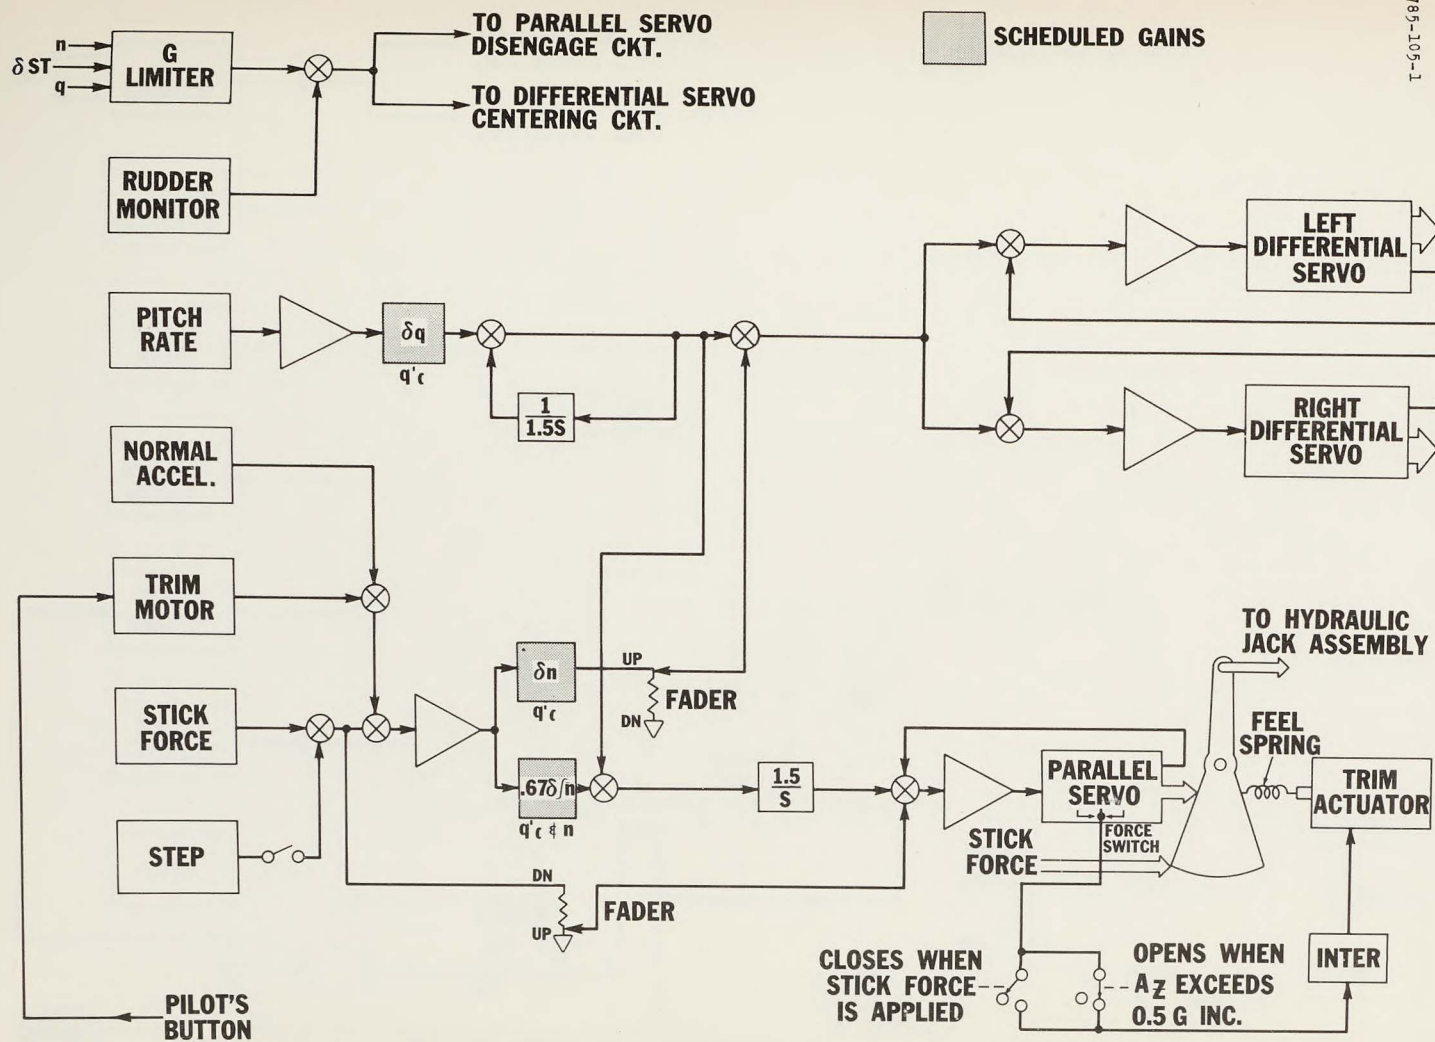 785-105-1
n
δ ST
q
G
LIMITER
TO PARALLEL SERVO
DISENGAGE CKT.
TO DIFFERENTIAL SERVO
CENTERING CKT.
SCHEDULED GAINS
RUDDER
MONITOR
PITCH
RATE
δq
q'c
1
1.5S
LEFT
DIFFERENTIAL
SERVO
RIGHT
DIFFERENTIAL
SERVO
NORMAL
ACCEL.
TRIM
MOTOR
STICK
FORCE
STEP
δn
q'c
UP
DN
FADER
.67δ∫n
q'c & n
DN
UP
FADER
1.5
S
PARALLEL
SERVO
FORCE
SWITCH
STICK
FORCE
TO HYDRAULIC
JACK ASSEMBLY
FEEL
SPRING
TRIM
ACTUATOR
INTER
CLOSES WHEN
STICK FORCE
IS APPLIED
OPENS WHEN
AZ EXCEEDS
0.5 G INC.
PILOT'S
BUTTON